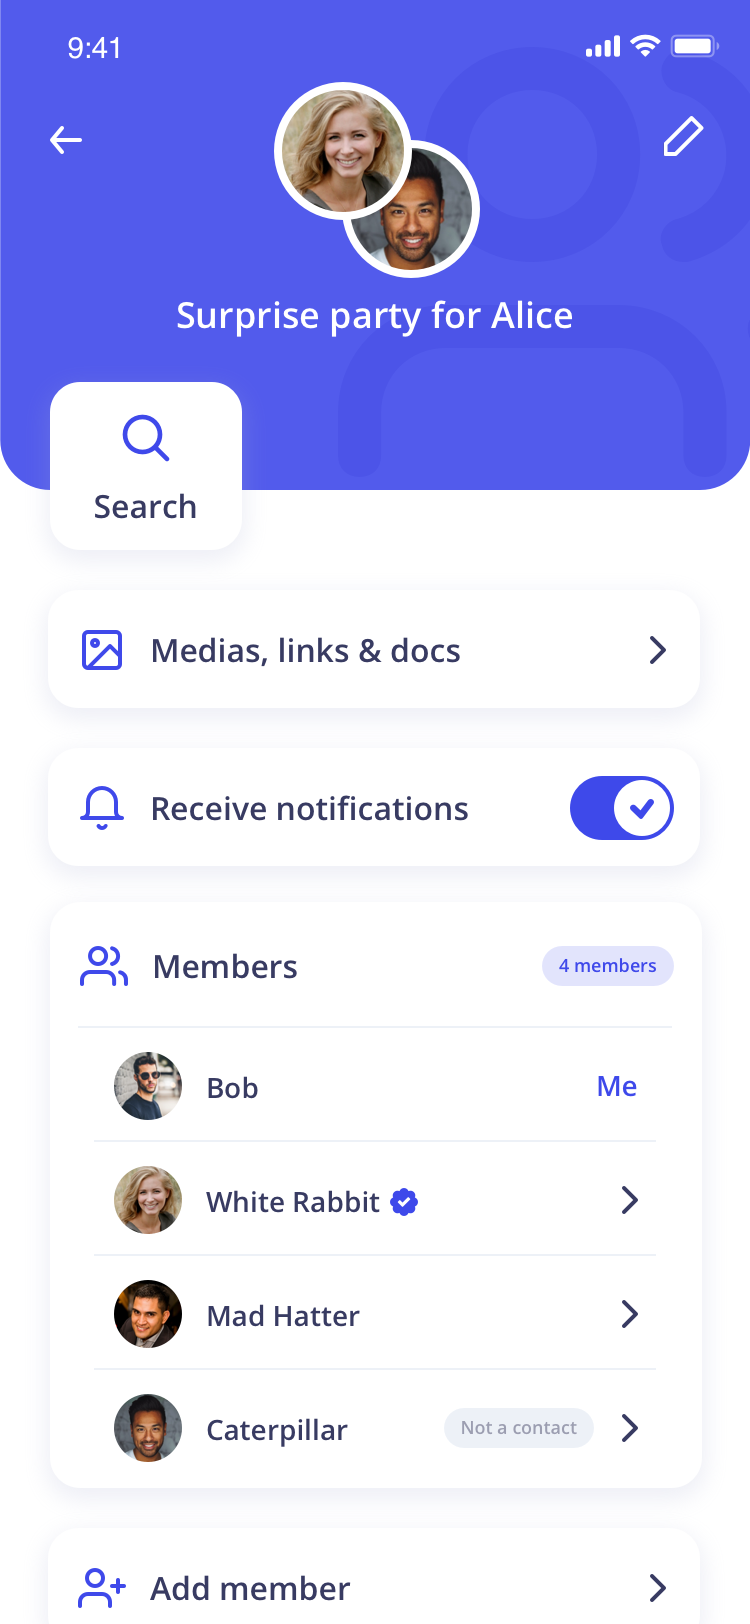 9:41
Surprise party for Alice
Search
Medias, links & docs
Receive notifications
Members
4 members
Bob
Me
White Rabbit
Mad Hatter
Caterpillar
Not a contact
Add member